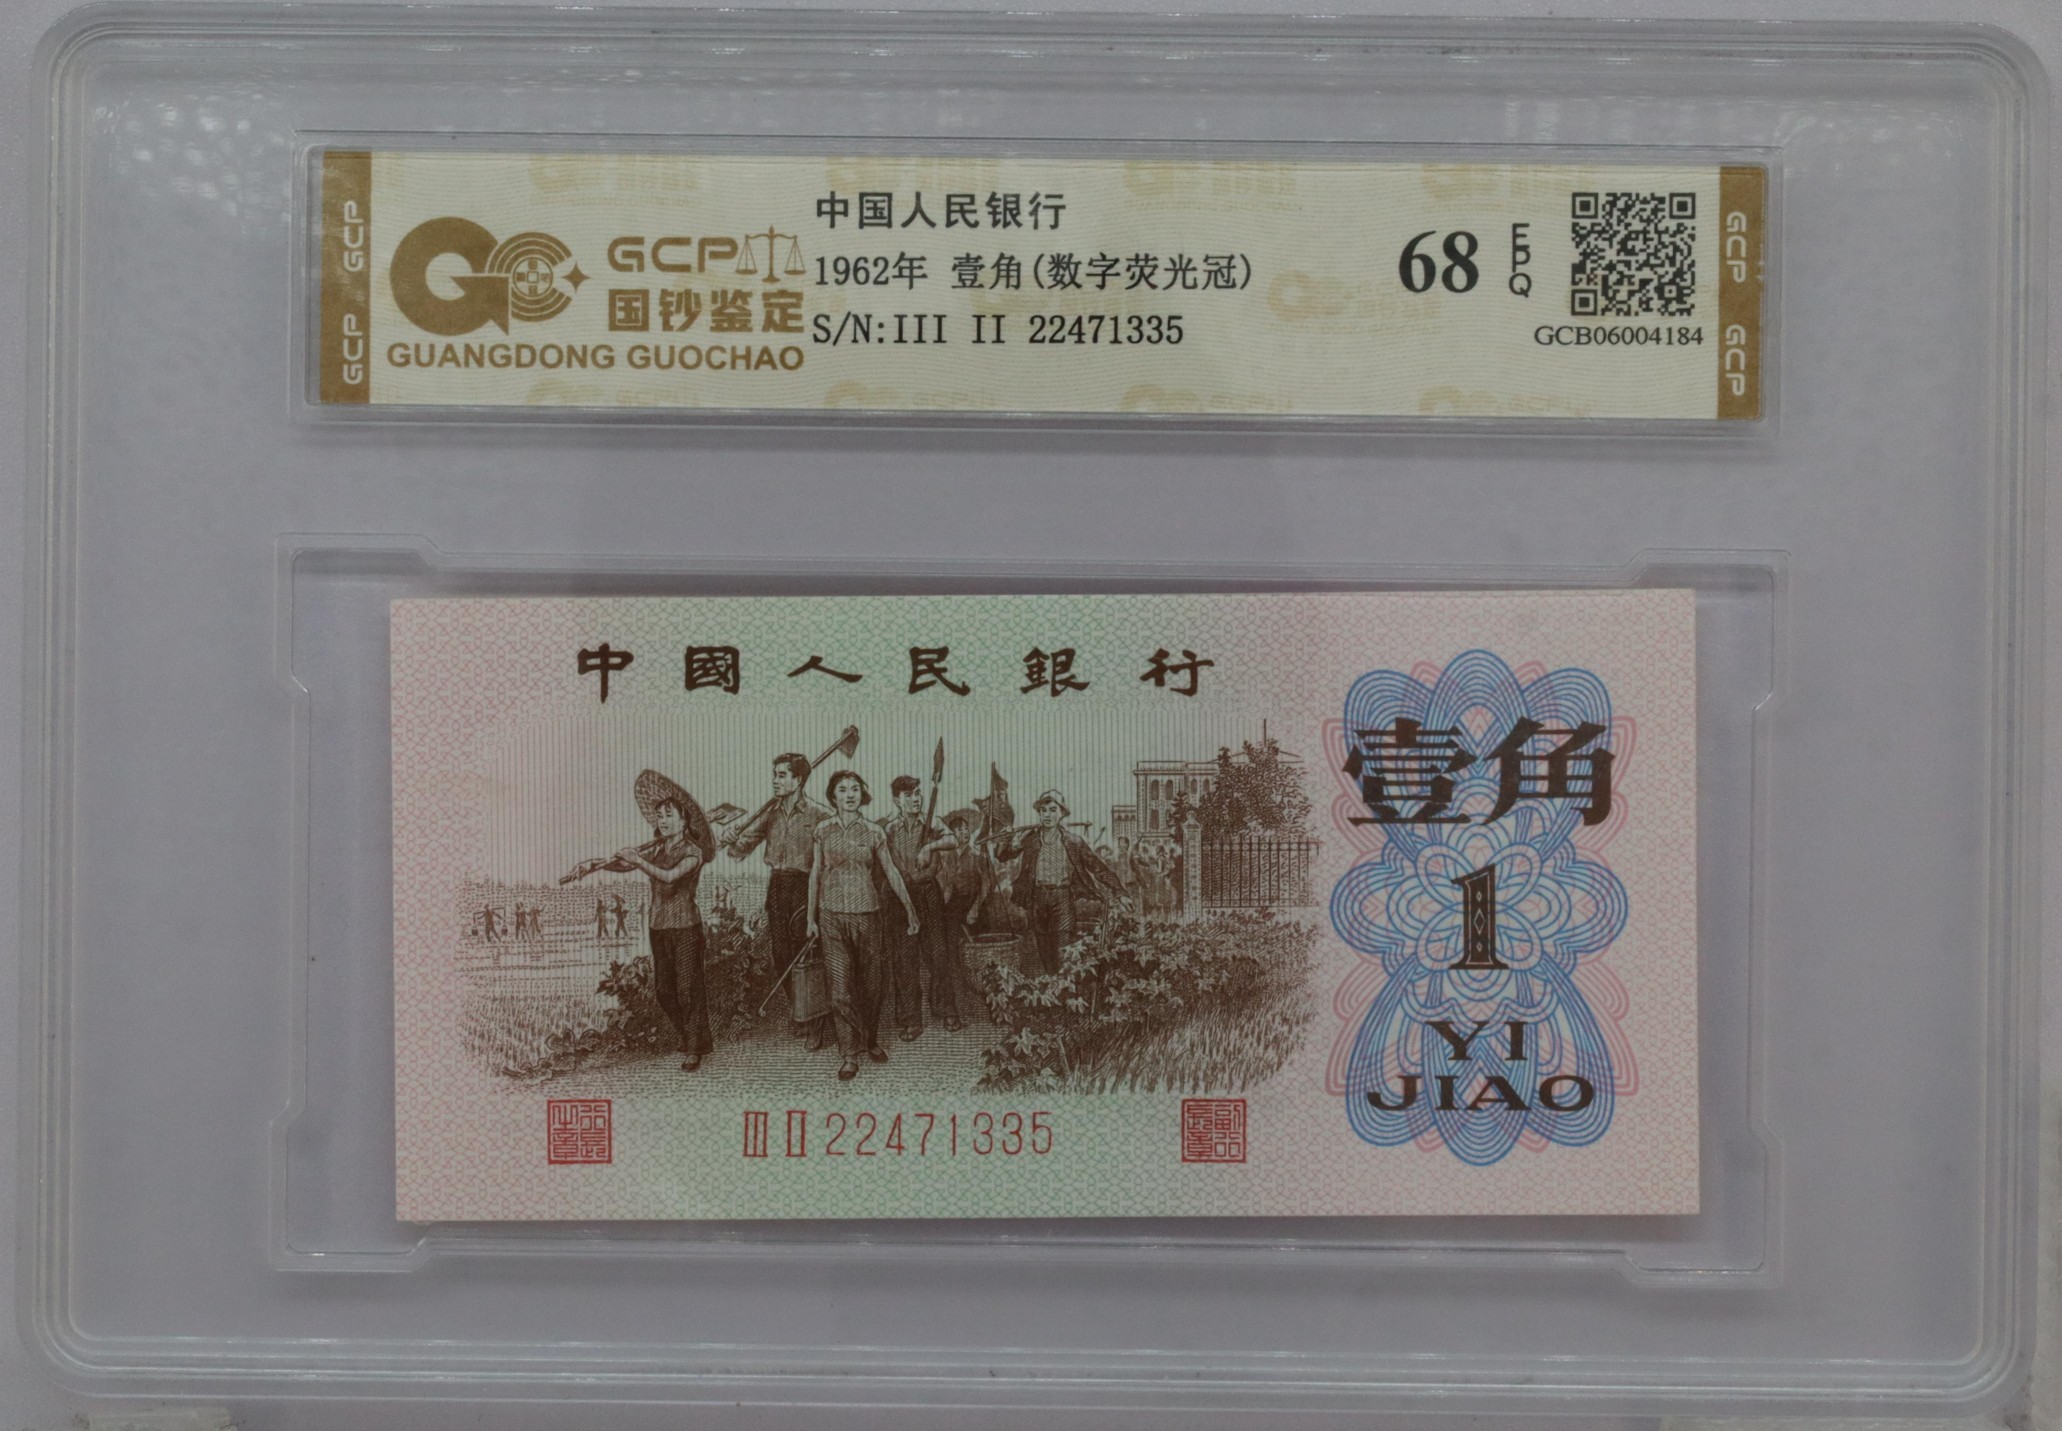 中国人民银行
GCP
1962年 壹角(数字荧光冠)
68 EPQ
国钞鉴定
S/N:III II 22471335
GUANGDONG GUOCHAO
GCB06004184
GCP GCP
GCP GCP
中國人民銀行
壹角
1
YI
JIAO
III II 22471335